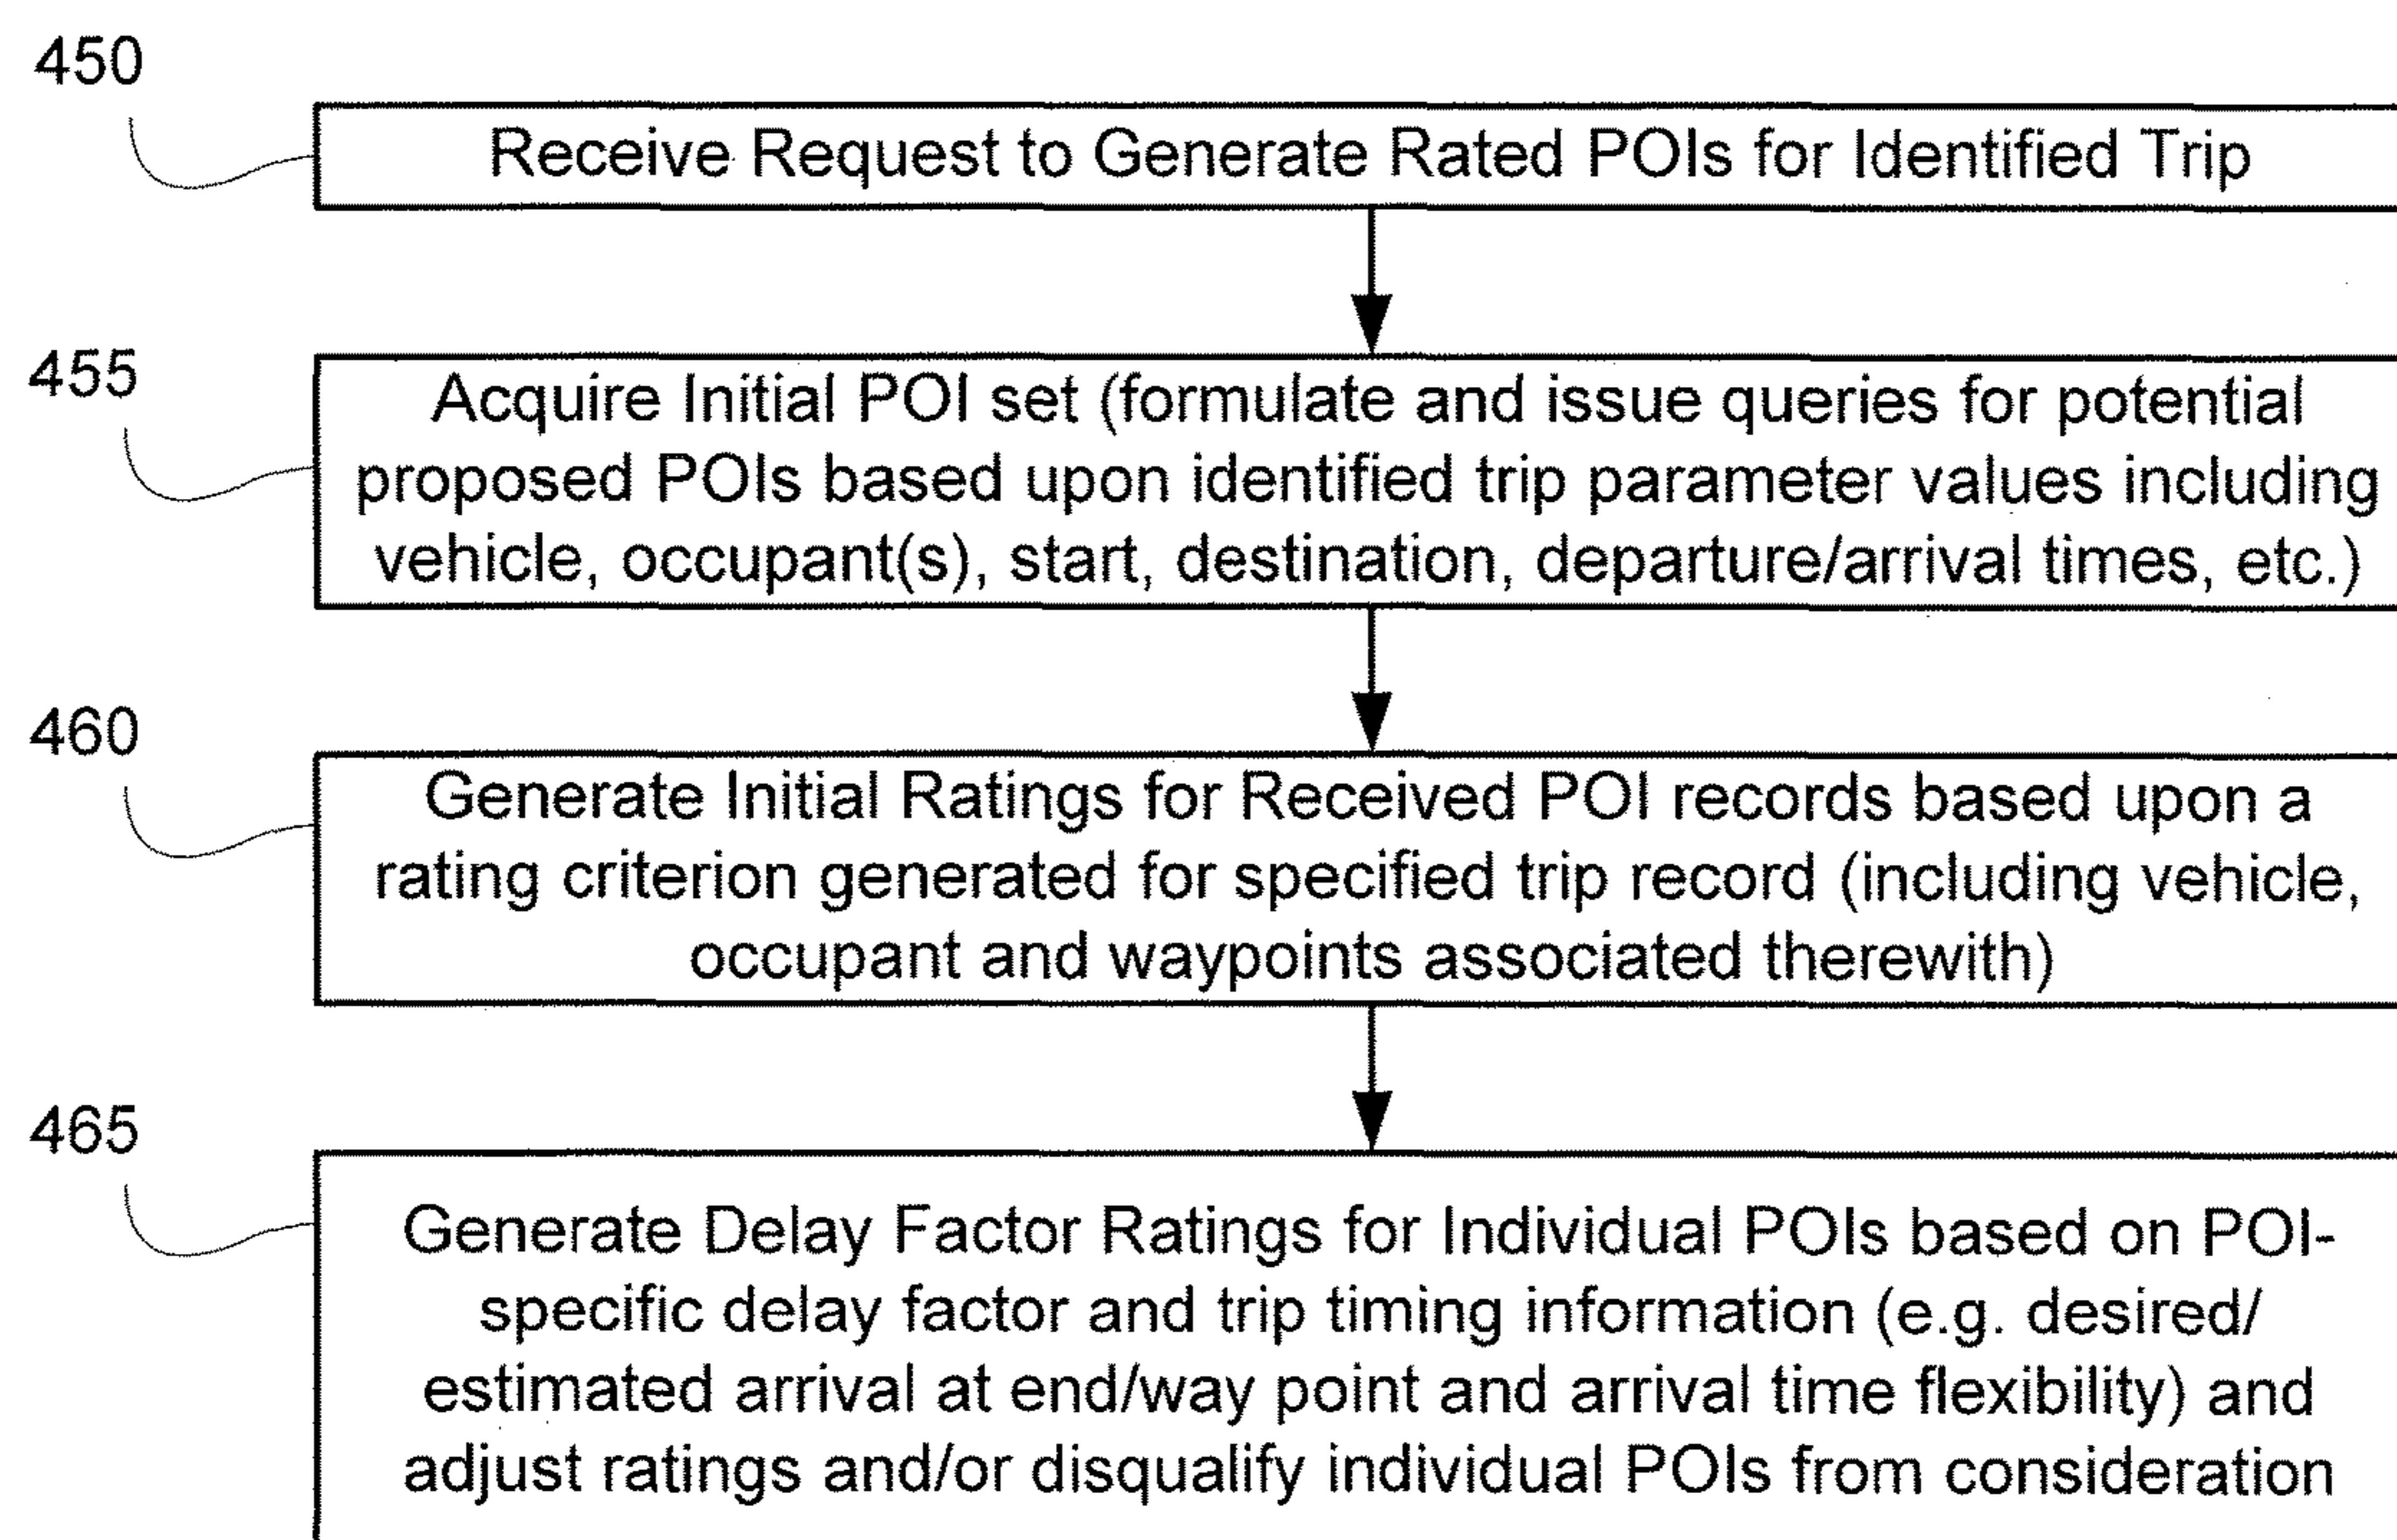 450
Receive Request to Generate Rated POIs for Identified Trip
455
Acquire Initial POI set (formulate and issue queries for potential
proposed POIs based upon identified trip parameter values including
vehicle, occupant(s), start, destination, departure/arrival times, etc.)
460
Generate Initial Ratings for Received POI records based upon a
rating criterion generated for specified trip record (including vehicle,
occupant and waypoints associated therewith)
465
Generate Delay Factor Ratings for Individual POIs based on POI-
specific delay factor and trip timing information (e.g. desired/
estimated arrival at end/way point and arrival time flexibility) and
adjust ratings and/or disqualify individual POIs from consideration